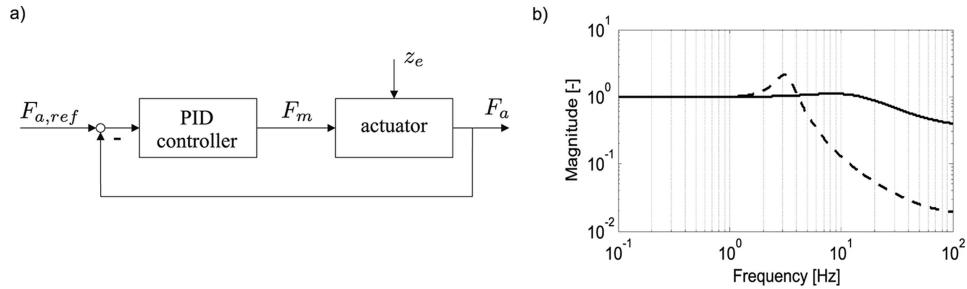 a)
F_{a,ref}
-
PID
controller
F_m
z_e
actuator
F_a
b)
Magnitude [-]
10^1
10^0
10^{-1}
10^{-2}
10^{-1}
10^0
10^1
10^2
Frequency [Hz]